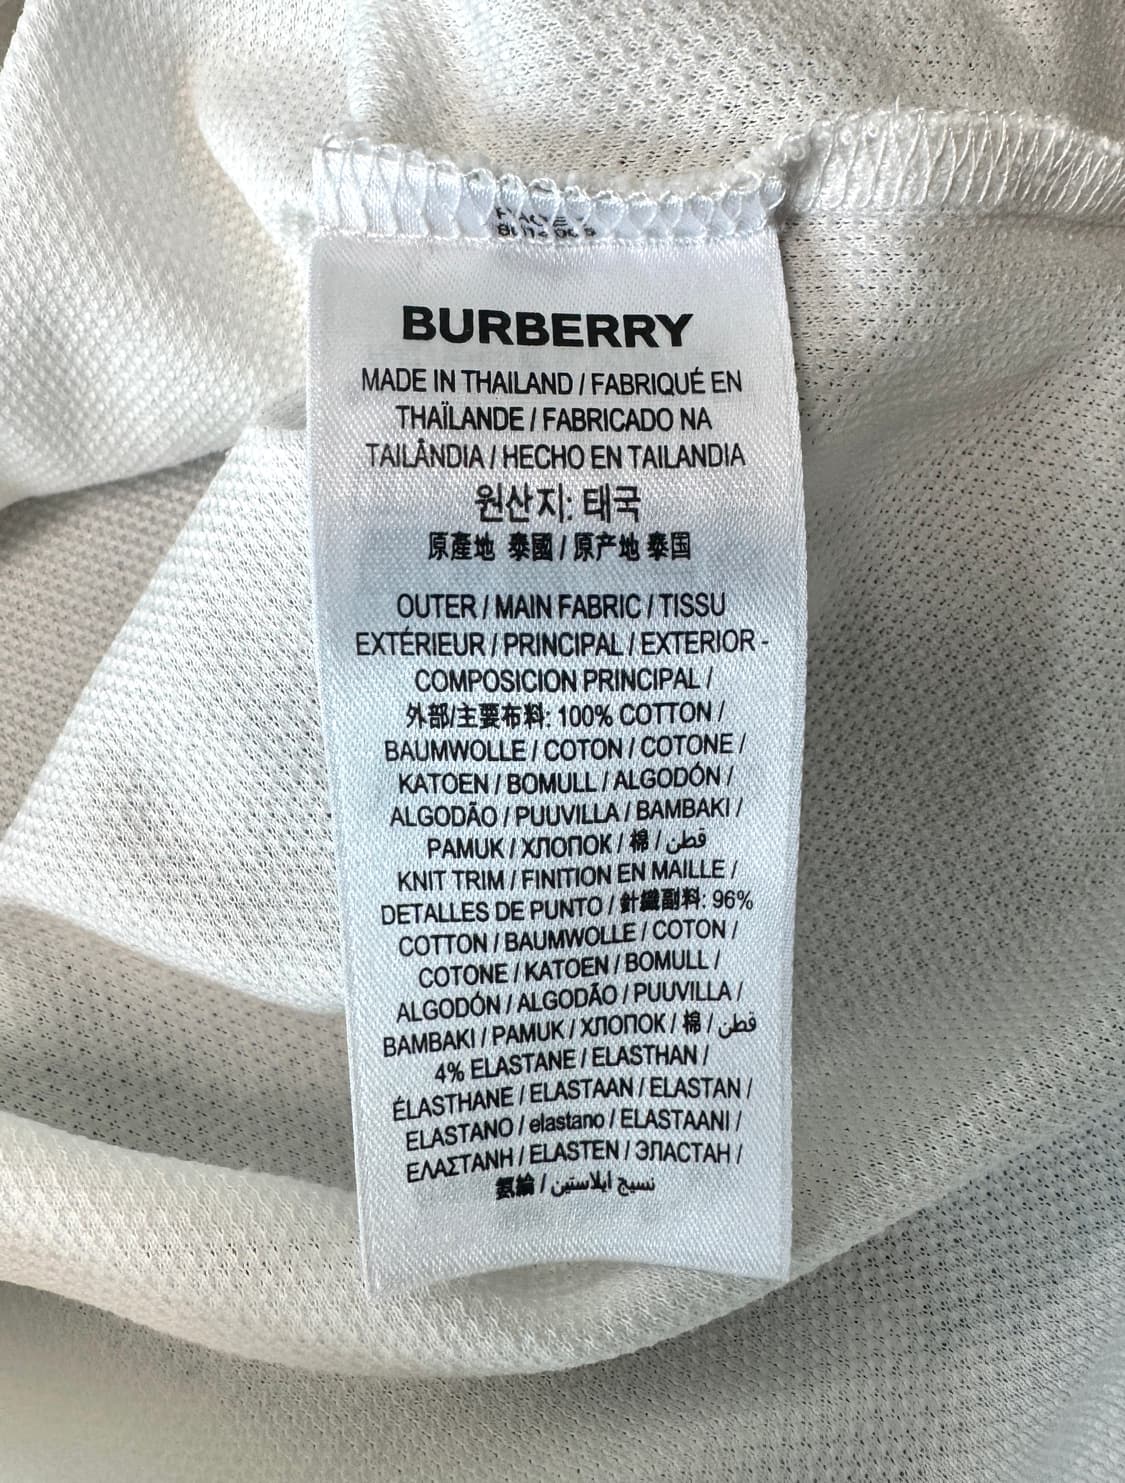 BURBERRY
MADE IN THAILAND / FABRIQUÉ EN
THAÏLANDE / FABRICADO NA
TAILÂNDIA / HECHO EN TAILANDIA
원산지: 태국
原產地 泰國 / 原产地 泰国
OUTER / MAIN FABRIC / TISSU
EXTÉRIEUR / PRINCIPAL / EXTERIOR -
COMPOSICION PRINCIPAL /
外部/主要布料: 100% COTTON /
BAUMWOLLE / COTON / COTONE /
KATOEN / BOMULL / ALGODÓN /
ALGODÃO / PUUVILLA / BAMBAKI /
PAMUK / ХЛОПОК / 棉 / قطن
KNIT TRIM / FINITION EN MAILLE /
DETALLES DE PUNTO / 針織副料: 96%
COTTON / BAUMWOLLE / COTON /
COTONE / KATOEN / BOMULL /
ALGODÓN / ALGODÃO / PUUVILLA /
BAMBAKI / PAMUK / ХЛОПОК / 棉 / قطن
4% ELASTANE / ELASTHAN /
ÉLASTHANE / ELASTAAN / ELASTAN /
ELASTANO / elastano / ELASTAANI /
ΕΛΑΣΤΑΝΗ / ELASTEN / ЭЛАСТАН /
氨綸 / نسيج ايلاستين